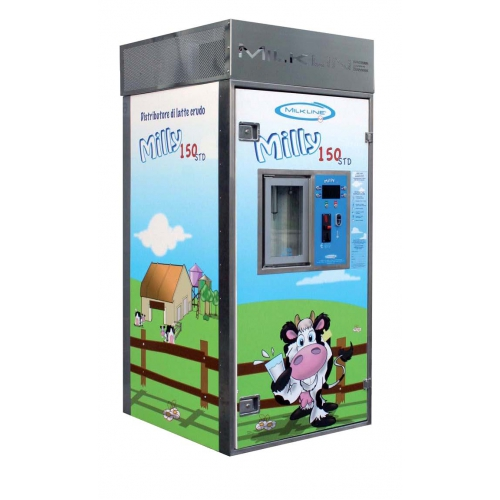 MILKLINE
Distributore di latte crudo
Milly
150 STD
MILKLINE
Milly
150 STD